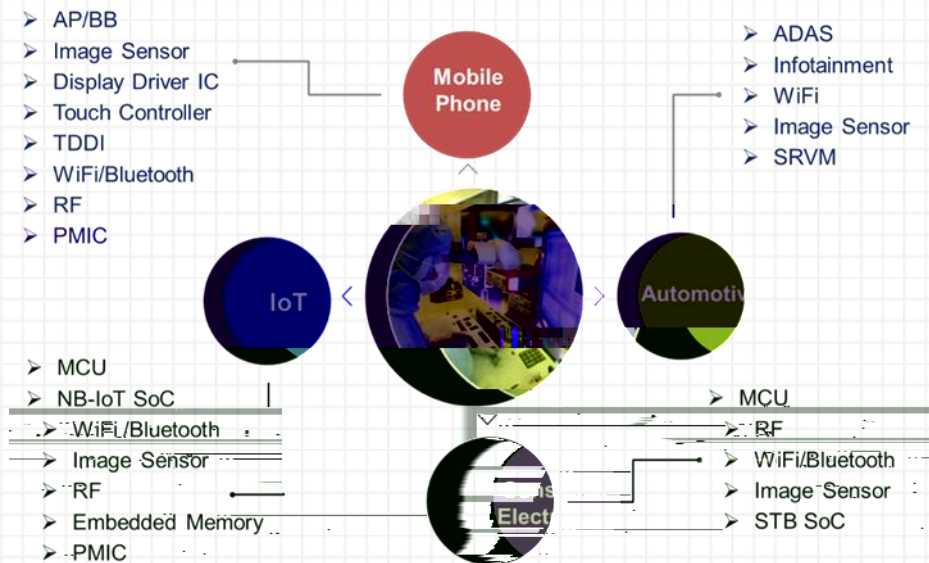 AP/BB
Image Sensor
Display Driver IC
Touch Controller
TDDI
WiFi/Bluetooth
RF
PMIC
Mobile
Phone
ADAS
Infotainment
WiFi
Image Sensor
SRVM
IoT
Automotiv
MCU
NB-IoT SoC
WiFi/Bluetooth
Image Sensor
RF
Embedded Memory
PMIC
MCU
RF
WiFi/Bluetooth
Image Sensor
STB SoC